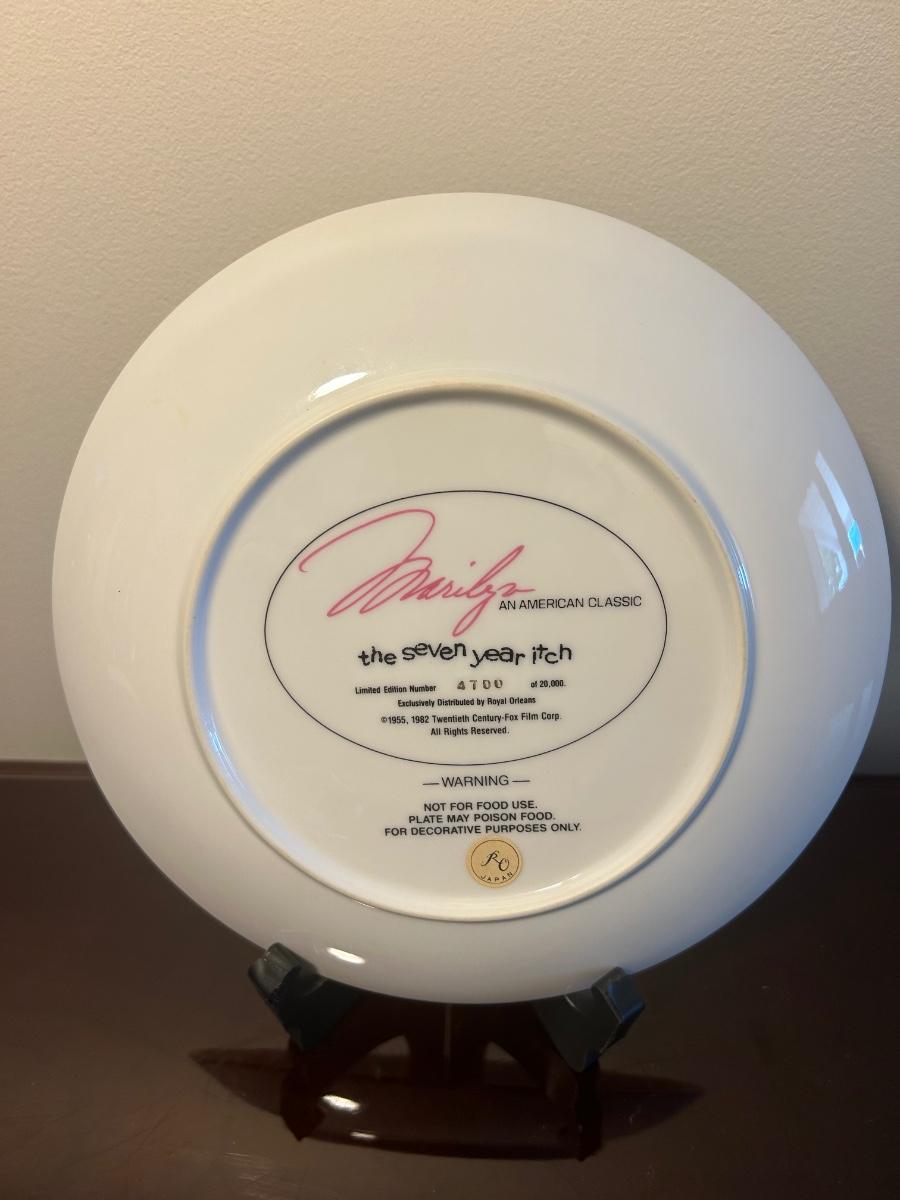 Marilyn
AN AMERICAN CLASSIC
the seven year itch
Limited Edition Number 4700 of 20,000.
Exclusively Distributed by Royal Orleans
©1955, 1982 Twentieth Century-Fox Film Corp.
All Rights Reserved.
— WARNING —
NOT FOR FOOD USE.
PLATE MAY POISON FOOD.
FOR DECORATIVE PURPOSES ONLY.
RO
JAPAN